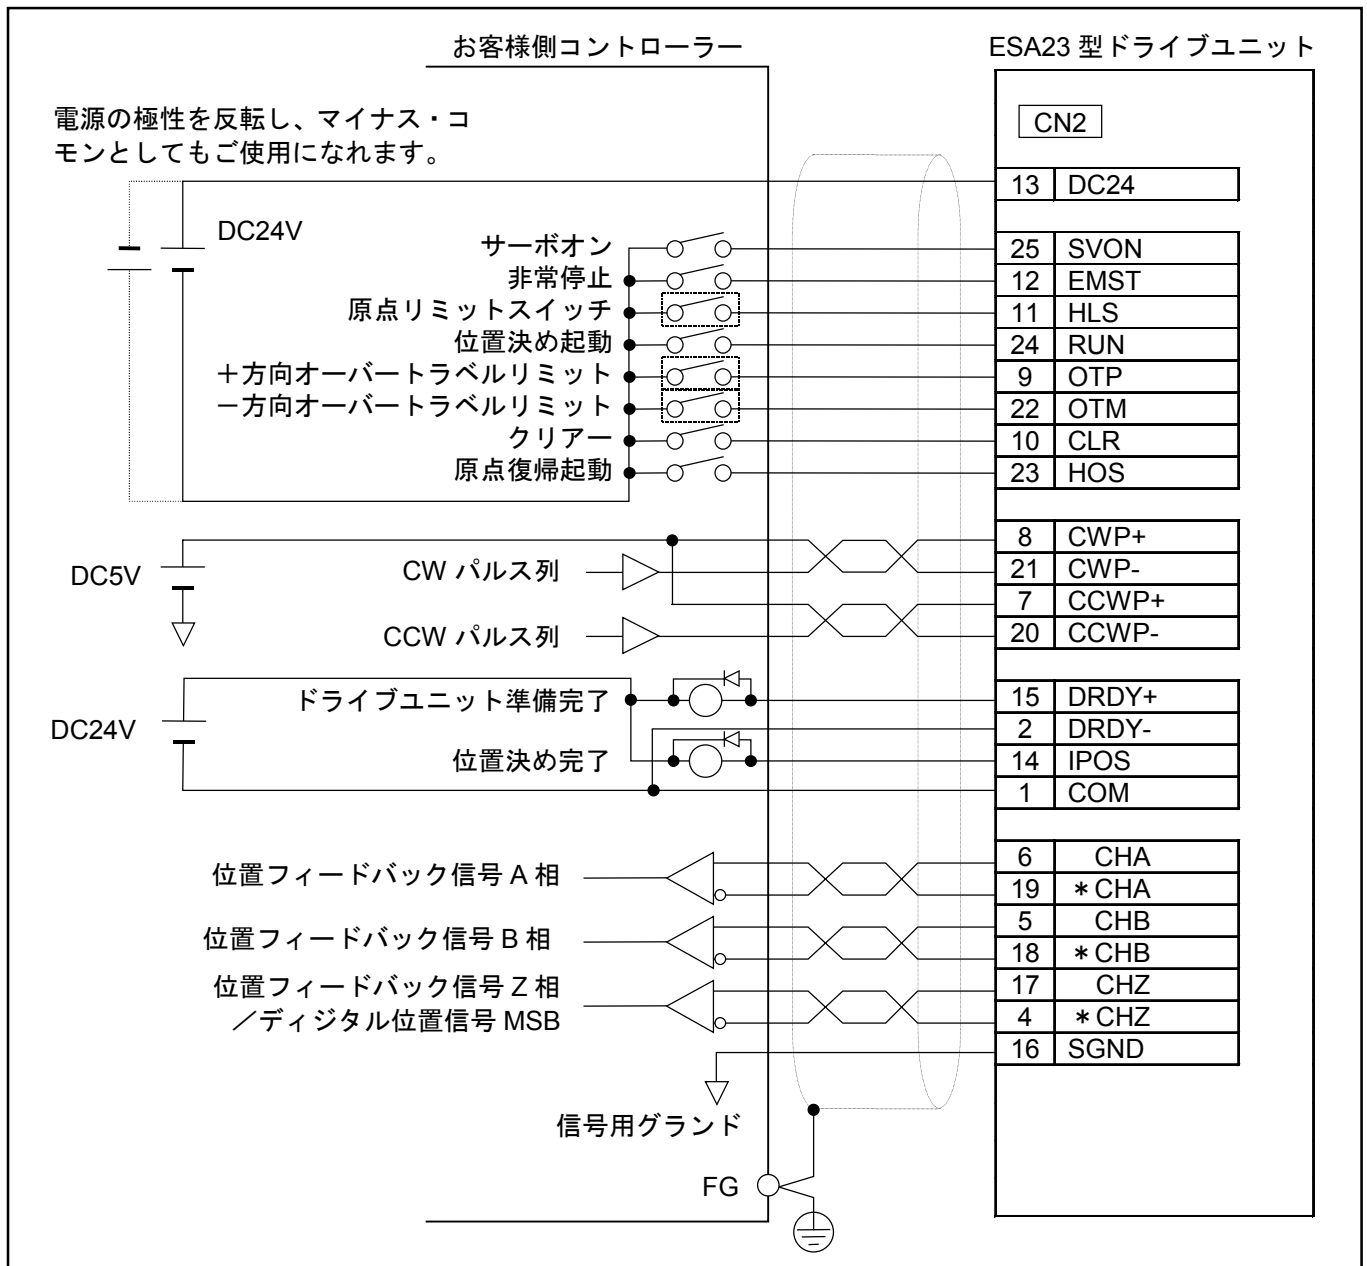 お客様側コントローラー
ESA23 型ドライブユニット
電源の極性を反転し、マイナス・コ
モンとしてもご使用になれます。
CN2
13 DC24
DC24V
サーボオン 25 SVON
非常停止 12 EMST
原点リミットスイッチ 11 HLS
位置決め起動 24 RUN
+方向オーバートラベルリミット 9 OTP
-方向オーバートラベルリミット 22 OTM
クリアー 10 CLR
原点復帰起動 23 HOS
8 CWP+
DC5V CW パルス列 21 CWP-
7 CCWP+
CCW パルス列 20 CCWP-
ドライブユニット準備完了 15 DRDY+
DC24V 2 DRDY-
位置決め完了 14 IPOS
1 COM
6 CHA
位置フィードバック信号 A 相
19 *CHA
5 CHB
位置フィードバック信号 B 相
18 *CHB
17 CHZ
位置フィードバック信号 Z 相
/ディジタル位置信号 MSB
4 *CHZ
16 SGND
信号用グランド
FG